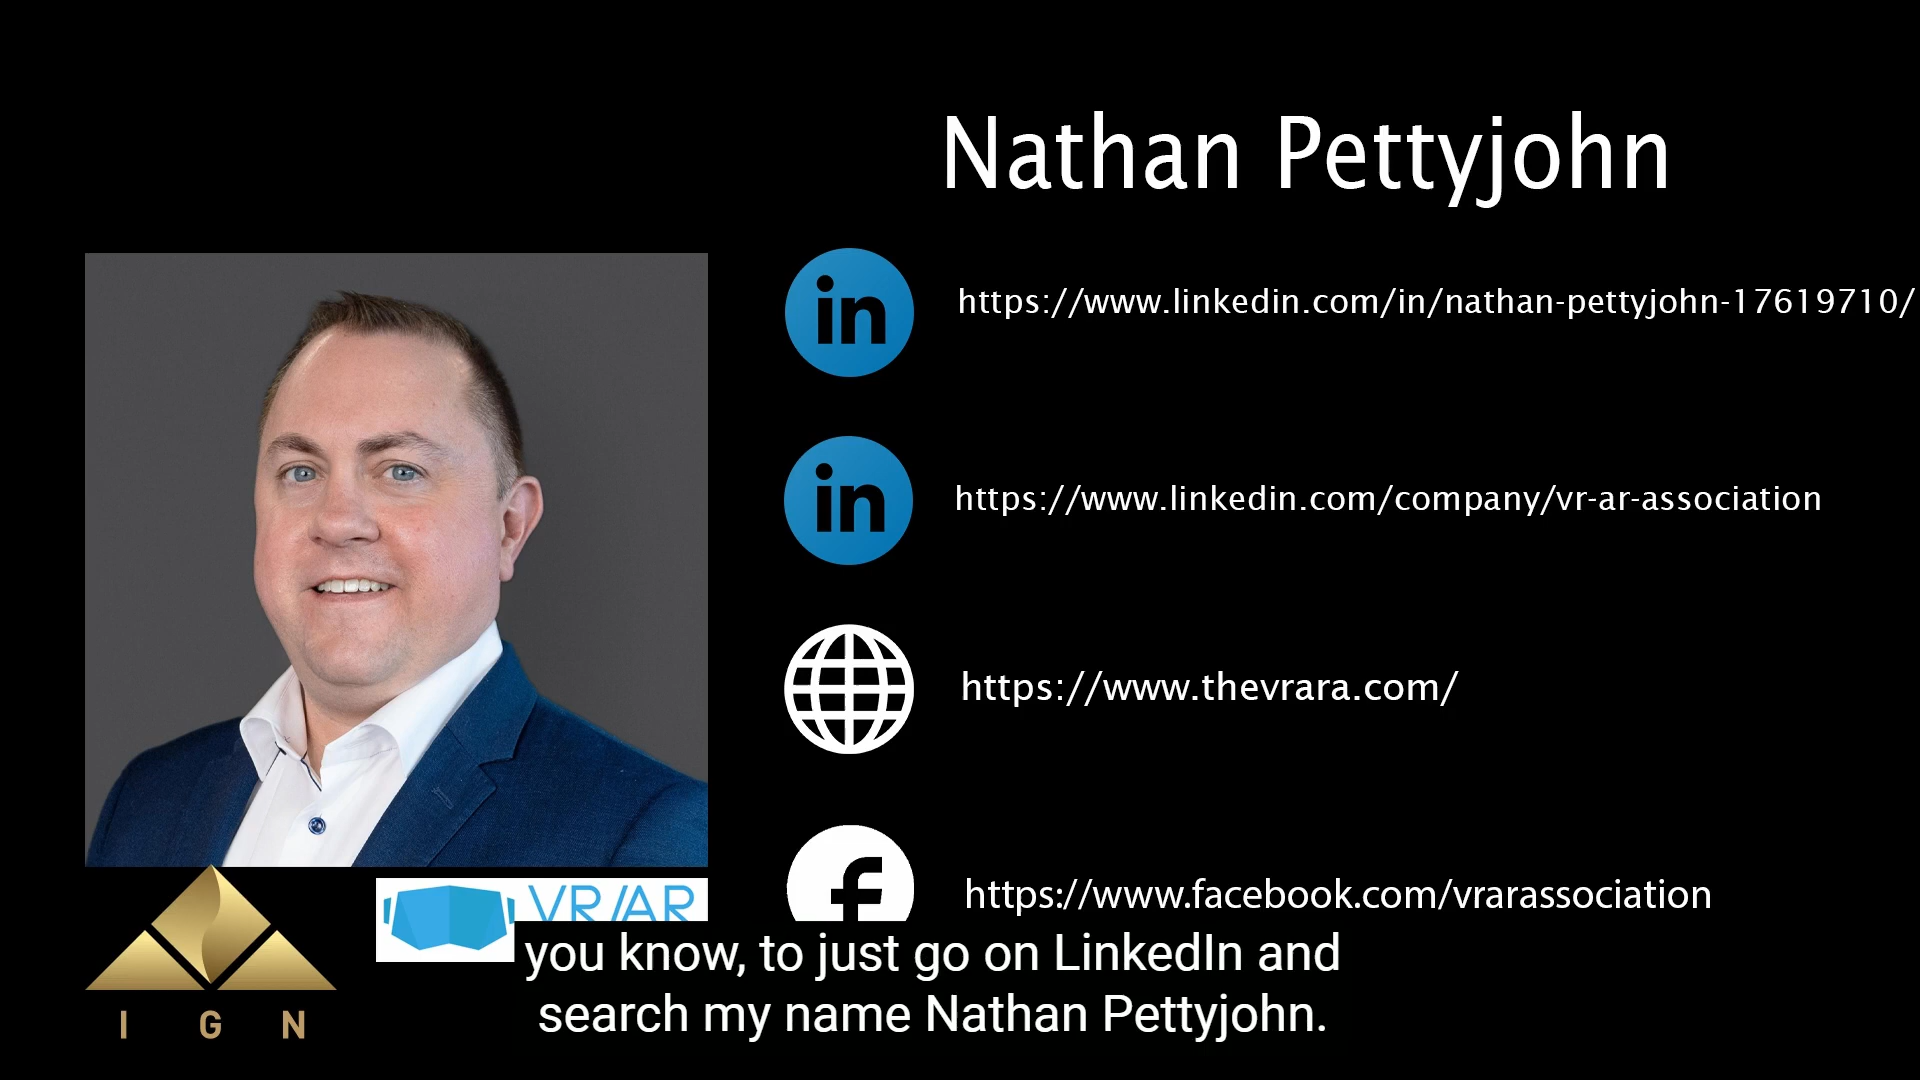 Nathan Pettyjohn
in
https://www.linkedin.com/in/nathan-pettyjohn-17619710/
in
https://www.linkedin.com/company/vr-ar-association
https://www.thevrara.com/
f
https://www.facebook.com/vrarassociation
VR/AR
I G N
you know, to just go on LinkedIn and
search my name Nathan Pettyjohn.